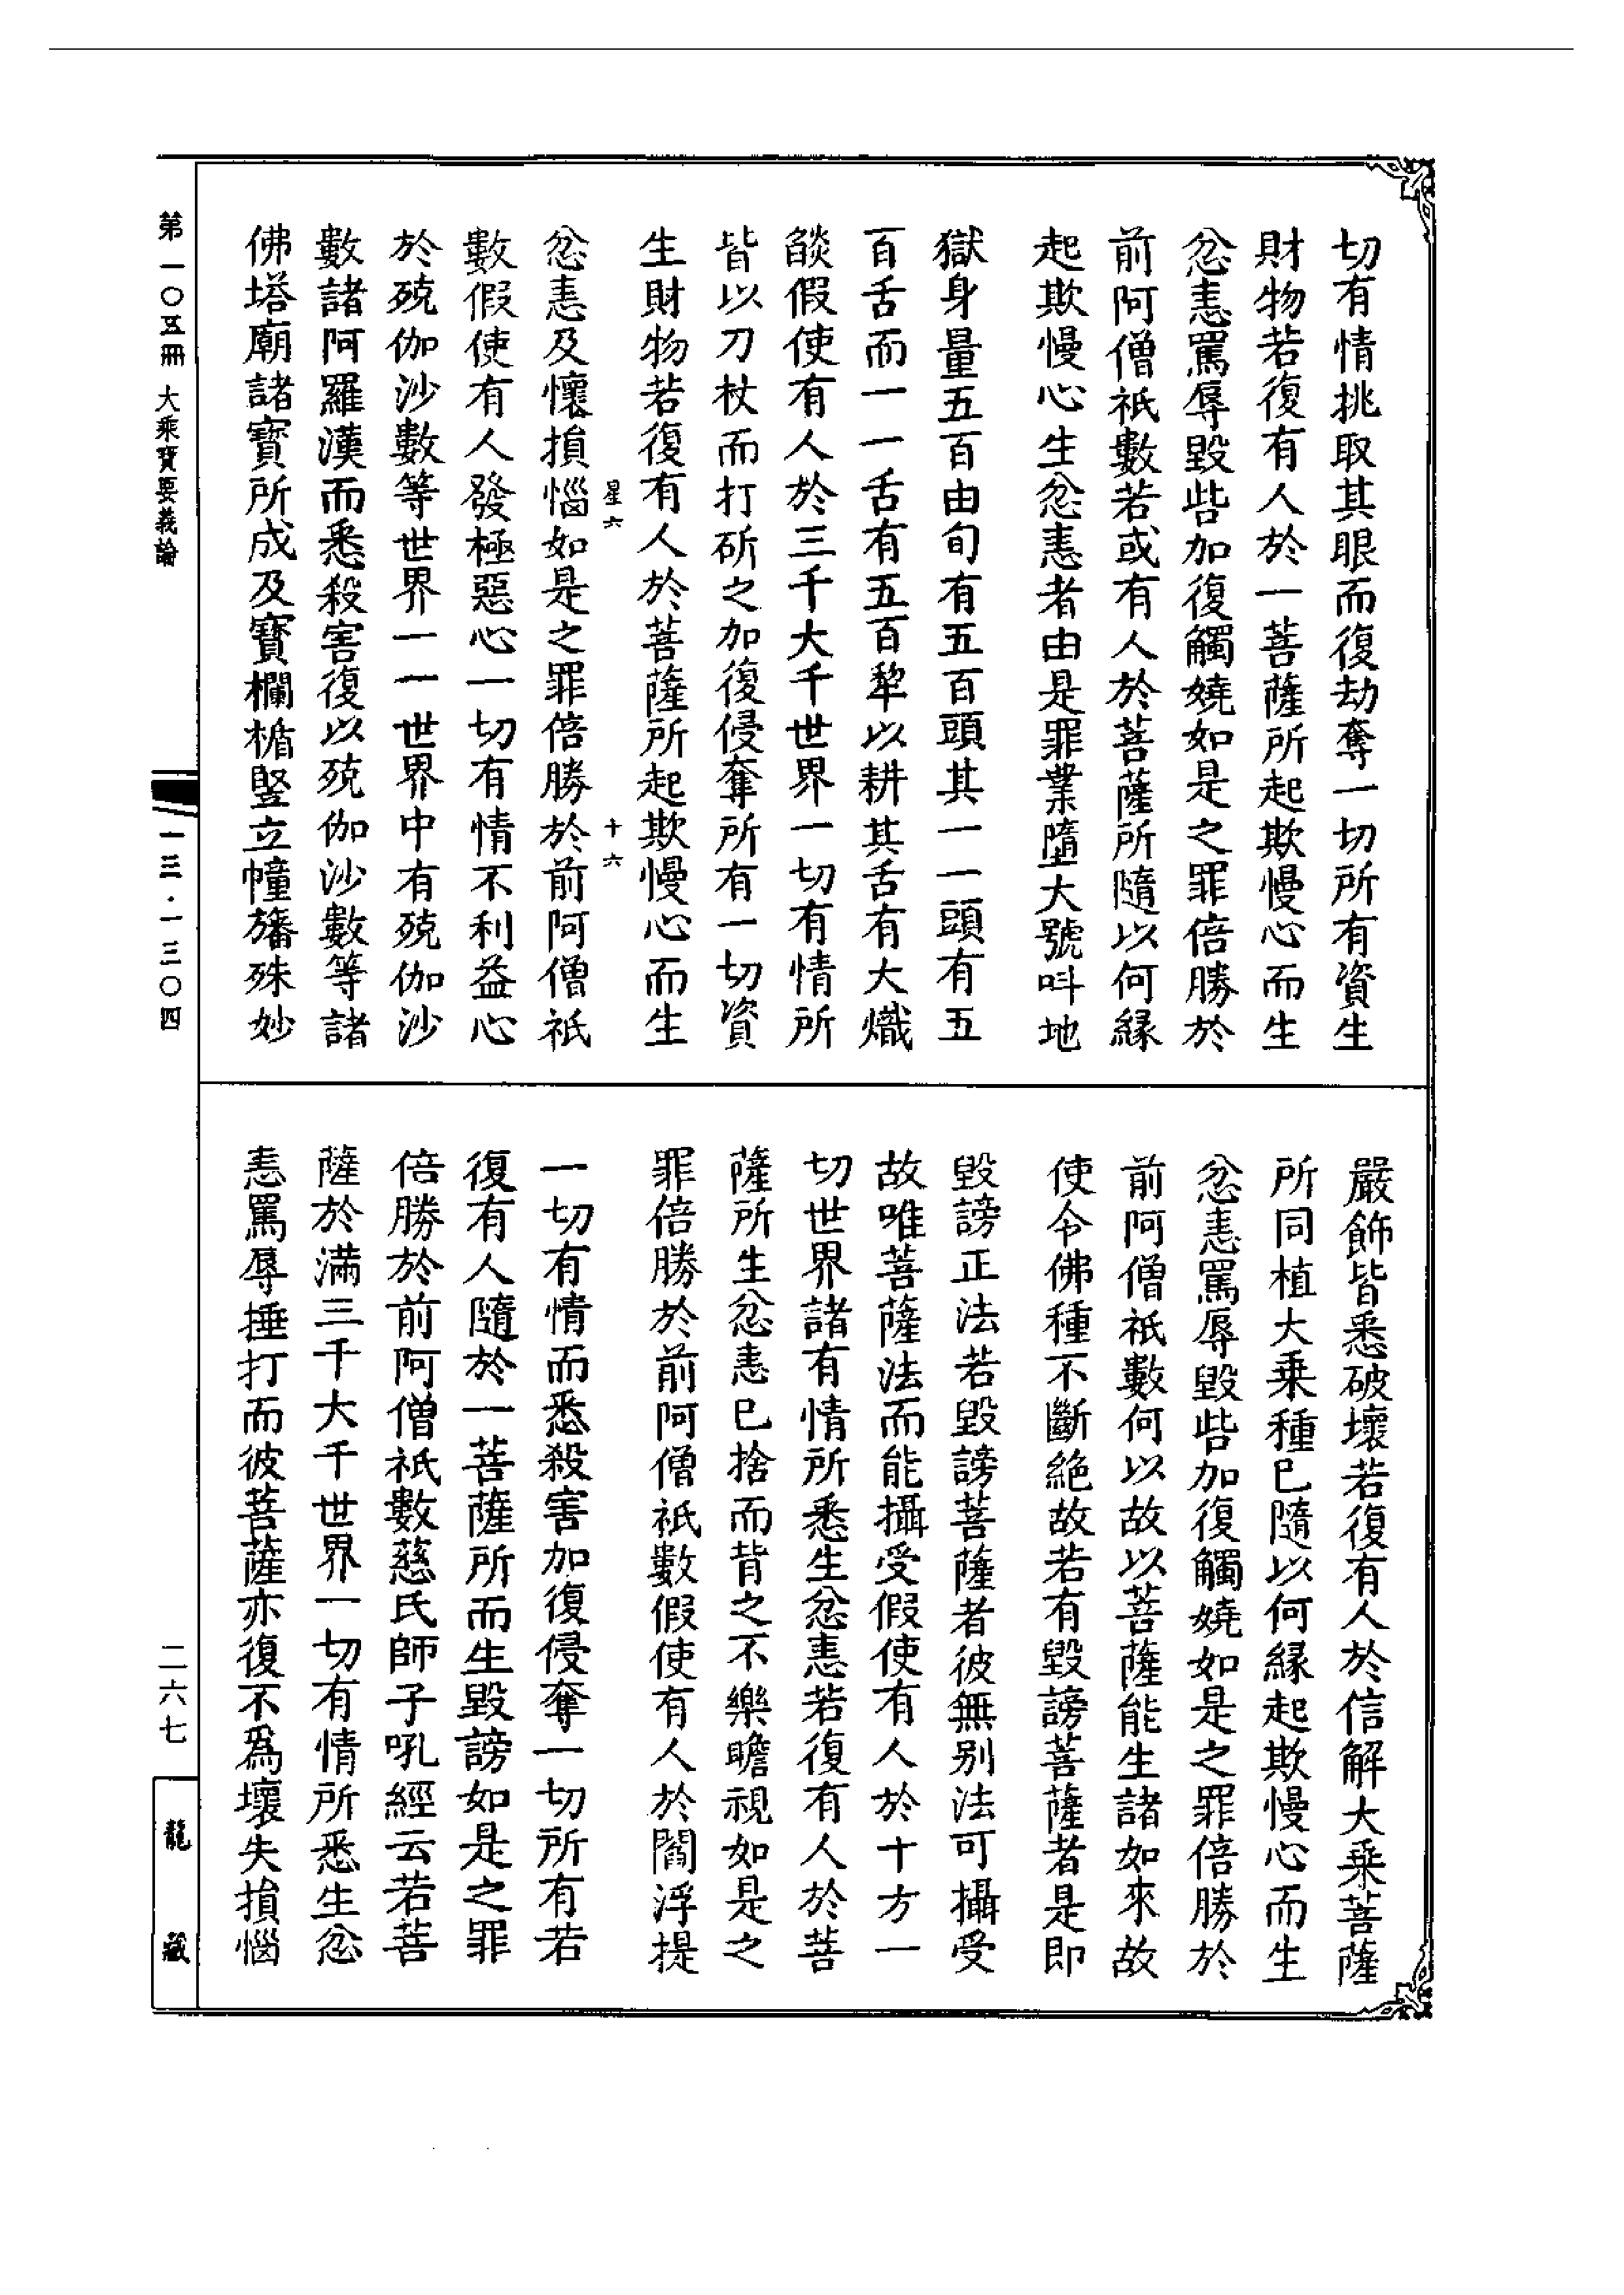 切有情挑取其眼而復劫奪一切所有資生
財物若復有人於一菩薩所起欺慢心而生
忿恚罵辱毀呰加復觸嬈如是之罪倍勝於
前阿僧祇數若或有人於菩薩所隨以何緣
起欺慢心生忿恚者由是罪業墮大號呌地
獄身量五百由旬有五百頭其一一頭有五
百舌而一一舌有五百犂以耕其舌有大熾
燄假使有人於三千大千世界一切有情所
皆以刀杖而打斫之加復侵奪所有一切資
生財物若復有人於菩薩所起欺慢心而生
星六 十六
忿恚及懷損惱如是之罪倍勝於前阿僧祇
數假使有人發極惡心一切有情不利益心
於殑伽沙數等世界一一世界中有殑伽沙
數諸阿羅漢而悉殺害復以殑伽沙數等諸
佛塔廟諸寶所成及寶欄楯豎立幢旛殊妙
嚴飾皆悉破壞若復有人於信解大乗菩薩
所同植大乗種已隨以何緣起欺慢心而生
忿恚罵辱毀呰加復觸嬈如是之罪倍勝於
前阿僧祇數何以故以菩薩能生諸如來故
使令佛種不斷絶故若有毀謗菩薩者是即
毀謗正法若毀謗菩薩者彼無别法可攝受
故唯菩薩法而能攝受假使有人於十方一
切世界諸有情所悉生忿恚若復有人於菩
薩所生忿恚已捨而背之不樂瞻視如是之
罪倍勝於前阿僧祇數假使有人於閻浮提
一切有情而悉殺害加復侵奪一切所有若
復有人隨於一菩薩所而生毀謗如是之罪
倍勝於前阿僧祇數慈氏師子吼經云若菩
薩於滿三千大千世界一切有情所悉生忿
恚罵辱捶打而彼菩薩亦復不爲壞失損惱
第一〇五冊 大乘寶要義論
一三·一三〇四
二六七
龍藏